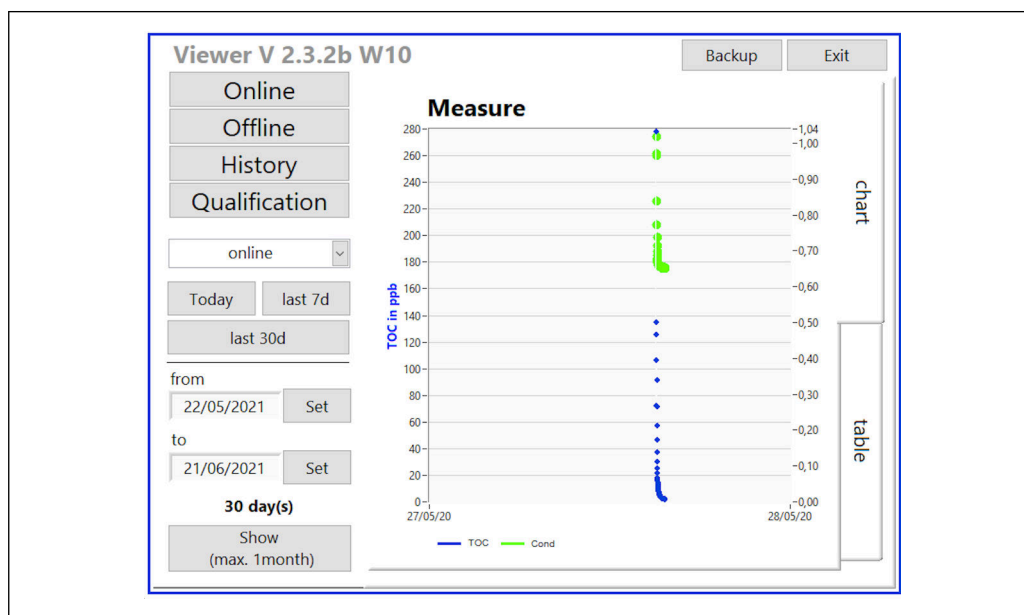 Viewer V 2.3.2b W10
Backup
Exit
Online
Offline
History
Qualification
online
Today
last 7d
last 30d
from
22/05/2021
Set
to
21/06/2021
Set
30 day(s)
Show
(max. 1month)
Measure
TOC in ppb
280
260
240
220
200
180
160
140
120
100
80
60
40
20
0
1,04
1,00
0,90
0,80
0,70
0,60
0,50
0,40
0,30
0,20
0,10
0,00
27/05/20
28/05/20
TOC
Cond
chart
table